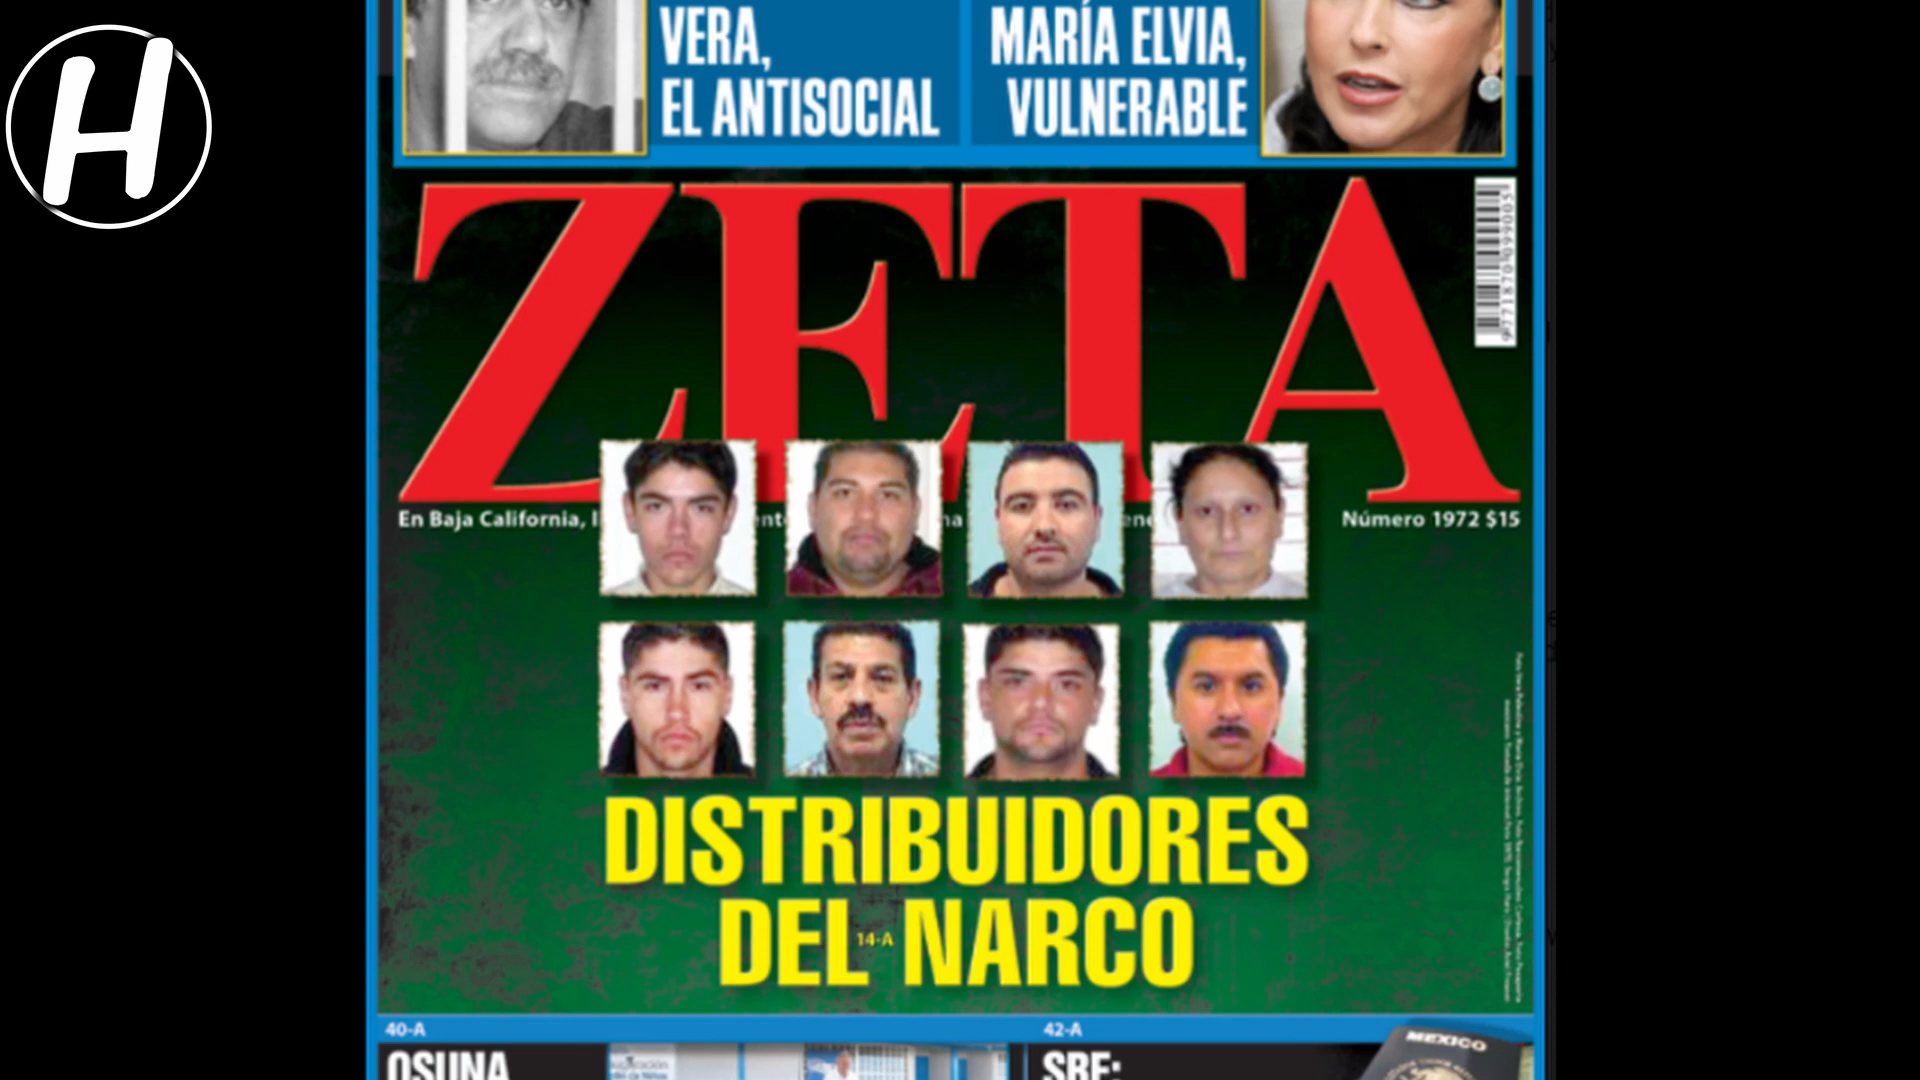 H
VERA,
EL ANTISOCIAL
MARÍA ELVIA,
VULNERABLE
ZETA
En Baja California,
Número 1972 $15
DISTRIBUIDORES
DEL NARCO
14-A
40-A
OSUNA
42-A
SRE:
MEXICO